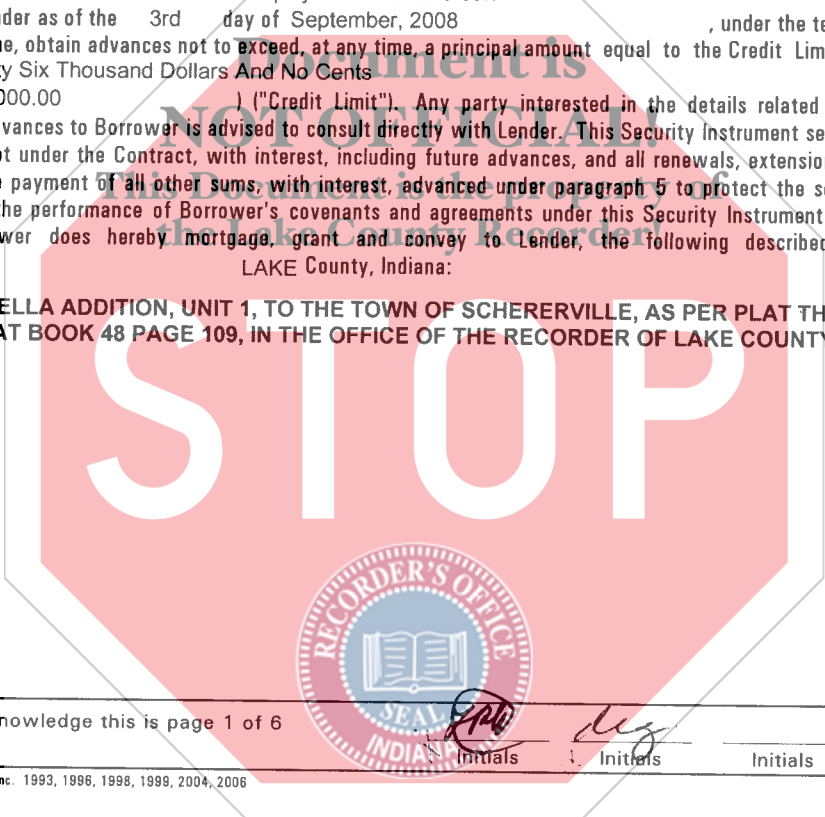 der as of the 3rd day of September, 2008 , under the te
e, obtain advances not to exceed, at any time, a principal amount equal to the Credit Lim
y Six Thousand Dollars And No Cents
000.00 ) ("Credit Limit"). Any party interested in the details related
vances to Borrower is advised to consult directly with Lender. This Security Instrument se
t under the Contract, with interest, including future advances, and all renewals, extensio
payment of all other sums, with interest, advanced under paragraph 5 to protect the s
the performance of Borrower's covenants and agreements under this Security Instrument
wer does hereby mortgage, grant and convey to Lender, the following described
LAKE County, Indiana:
Document is
NOT OFFICIAL!
This Document is the property of
the Lake County Recorder!
ELLA ADDITION, UNIT 1, TO THE TOWN OF SCHERERVILLE, AS PER PLAT TH
AT BOOK 48 PAGE 109, IN THE OFFICE OF THE RECORDER OF LAKE COUNTY
STOP
RECORDER'S OFFICE
SEAL
INDIANA
nowledge this is page 1 of 6
Initials Initials Initials
nc. 1993, 1996, 1998, 1999, 2004, 2006